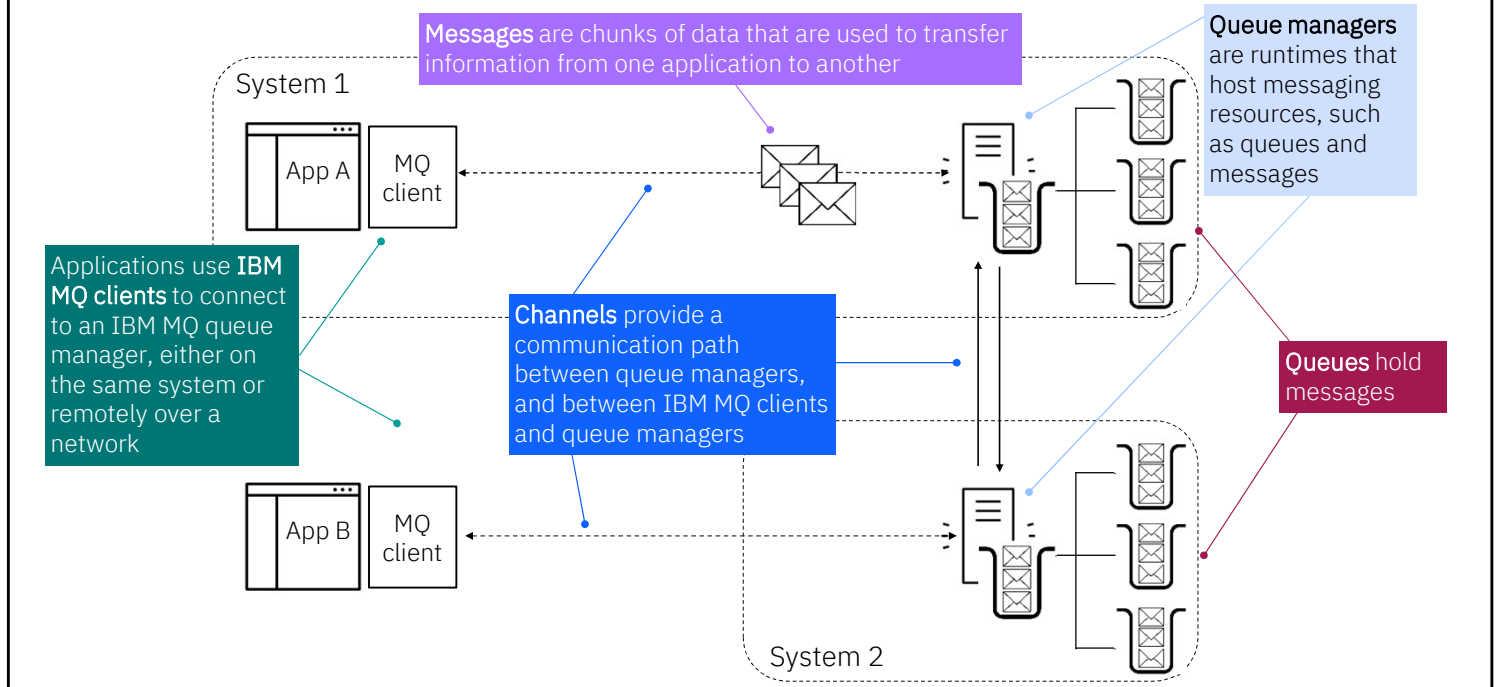 Messages are chunks of data that are used to transfer
information from one application to another
Queue managers
are runtimes that
host messaging
resources, such
as queues and
messages
System 1
App A
MQ
client
Applications use IBM
MQ clients to connect
to an IBM MQ queue
manager, either on
the same system or
remotely over a
network
Channels provide a
communication path
between queue managers,
and between IBM MQ clients
and queue managers
Queues hold
messages
App B
MQ
client
System 2